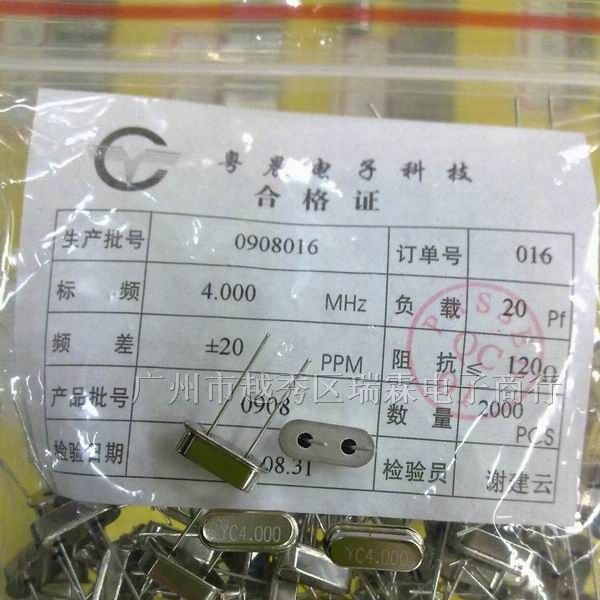 粤晨电子科技
合格证
生产批号 0908016 订单号 016
标频 4.000 MHz 负载 20 Pf
频差 ±20 PPM 阻抗 ≤ 120Ω
广州市越秀区瑞霖电子商行
产品批号 0908 数量 2000 PCS
检验日期 08.31 检验员 谢建云
QC
YC4.000
YC4.000